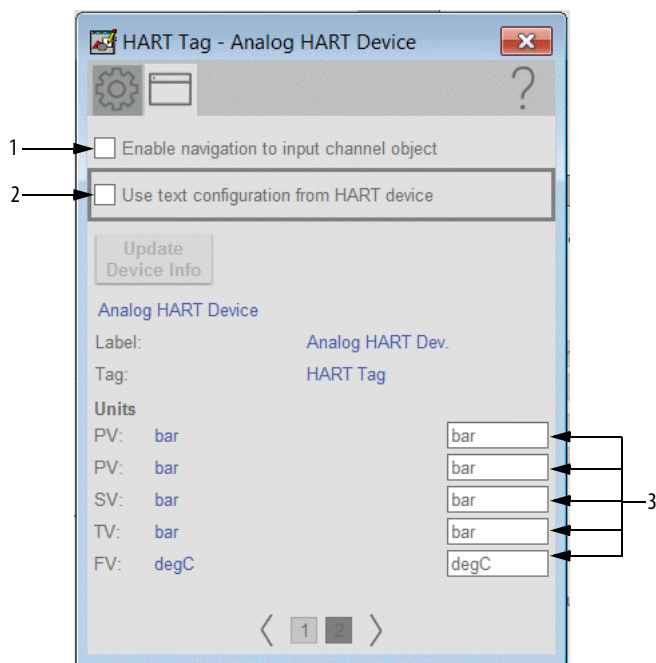 HART Tag - Analog HART Device
?
1
Enable navigation to input channel object
2
Use text configuration from HART device
Update
Device Info
Analog HART Device
Label: Analog HART Dev.
Tag: HART Tag
Units
PV: bar bar
PV: bar bar
SV: bar bar
3
TV: bar bar
FV: degC degC
1 2